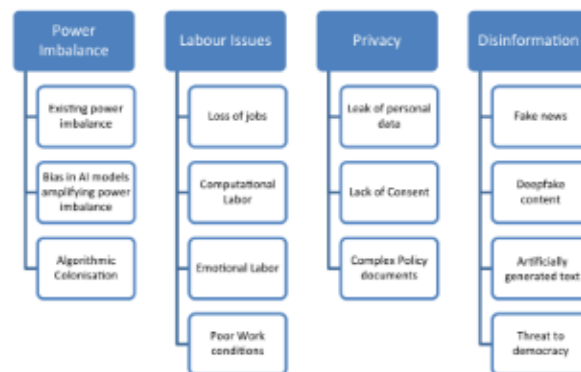 Power
Imbalance
Existing power
imbalance
Bias in AI models
amplifying power
imbalance
Algorithmic
Colonisation
Labour Issues
Loss of jobs
Computational
Labor
Emotional Labor
Poor Work
conditions
Privacy
Leak of personal
data
Lack of Consent
Complex Policy
documents
Disinformation
Fake news
Deepfake
content
Artificially
generated text
Threat to
democracy